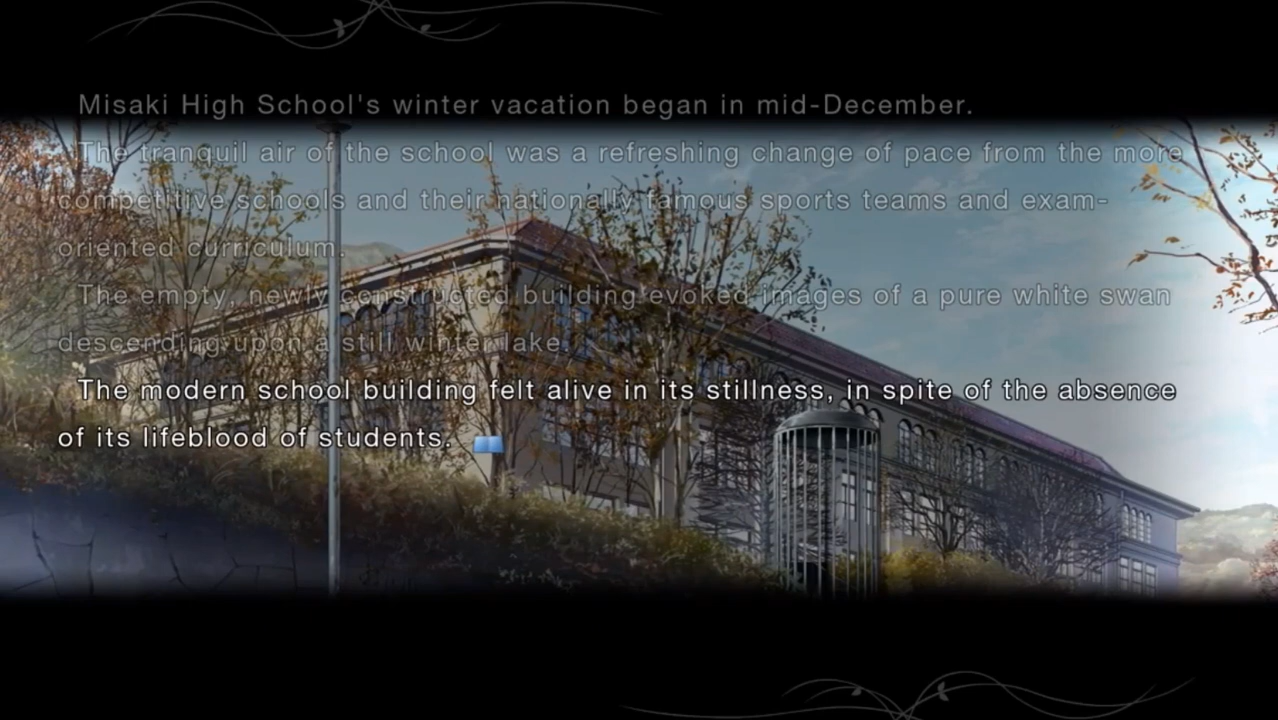 Misaki High School's winter vacation began in mid-December.
The tranquil air of the school was a refreshing change of pace from the more
competitive schools and their nationally famous sports teams and exam-
oriented curriculum.
The empty, newly constructed building evoked images of a pure white swan
descending upon a still winter lake.
The modern school building felt alive in its stillness, in spite of the absence
of its lifeblood of students.